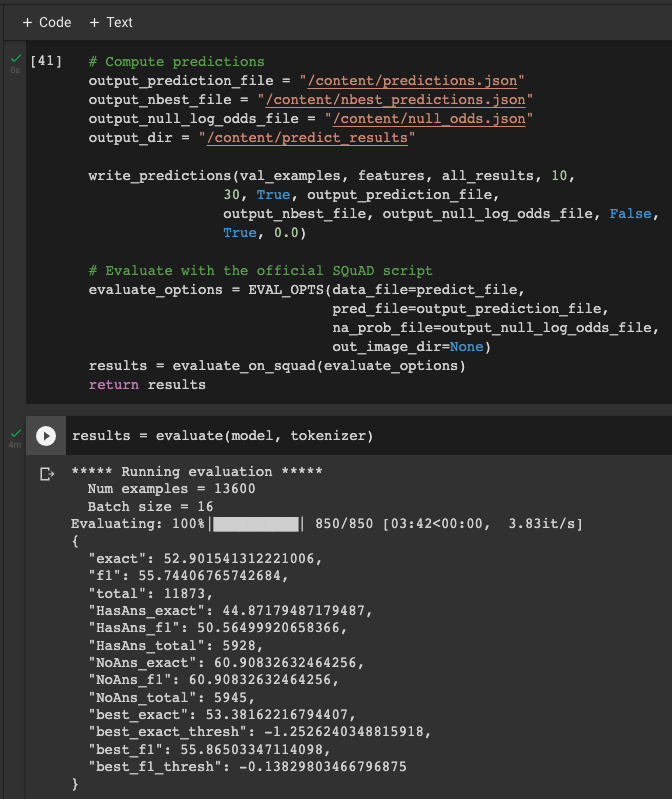 + Code + Text
[41] # Compute predictions
0s
output_prediction_file = "/content/predictions.json"
output_nbest_file = "/content/nbest_predictions.json"
output_null_log_odds_file = "/content/null_odds.json"
output_dir = "/content/predict_results"
write_predictions(val_examples, features, all_results, 10,
30, True, output_prediction_file,
output_nbest_file, output_null_log_odds_file, False,
True, 0.0)
# Evaluate with the official SQuAD script
evaluate_options = EVAL_OPTS(data_file=predict_file,
pred_file=output_prediction_file,
na_prob_file=output_null_log_odds_file,
out_image_dir=None)
results = evaluate_on_squad(evaluate_options)
return results
4m
results = evaluate(model, tokenizer)
***** Running evaluation *****
Num examples = 13600
Batch size = 16
Evaluating: 100%|██████████| 850/850 [03:42<00:00, 3.83it/s]
{
"exact": 52.901541312221006,
"f1": 55.74406765742684,
"total": 11873,
"HasAns_exact": 44.87179487179487,
"HasAns_f1": 50.56499920658366,
"HasAns_total": 5928,
"NoAns_exact": 60.90832632464256,
"NoAns_f1": 60.90832632464256,
"NoAns_total": 5945,
"best_exact": 53.38162216794407,
"best_exact_thresh": -1.2526240348815918,
"best_f1": 55.86503347114098,
"best_f1_thresh": -0.13829803466796875
}